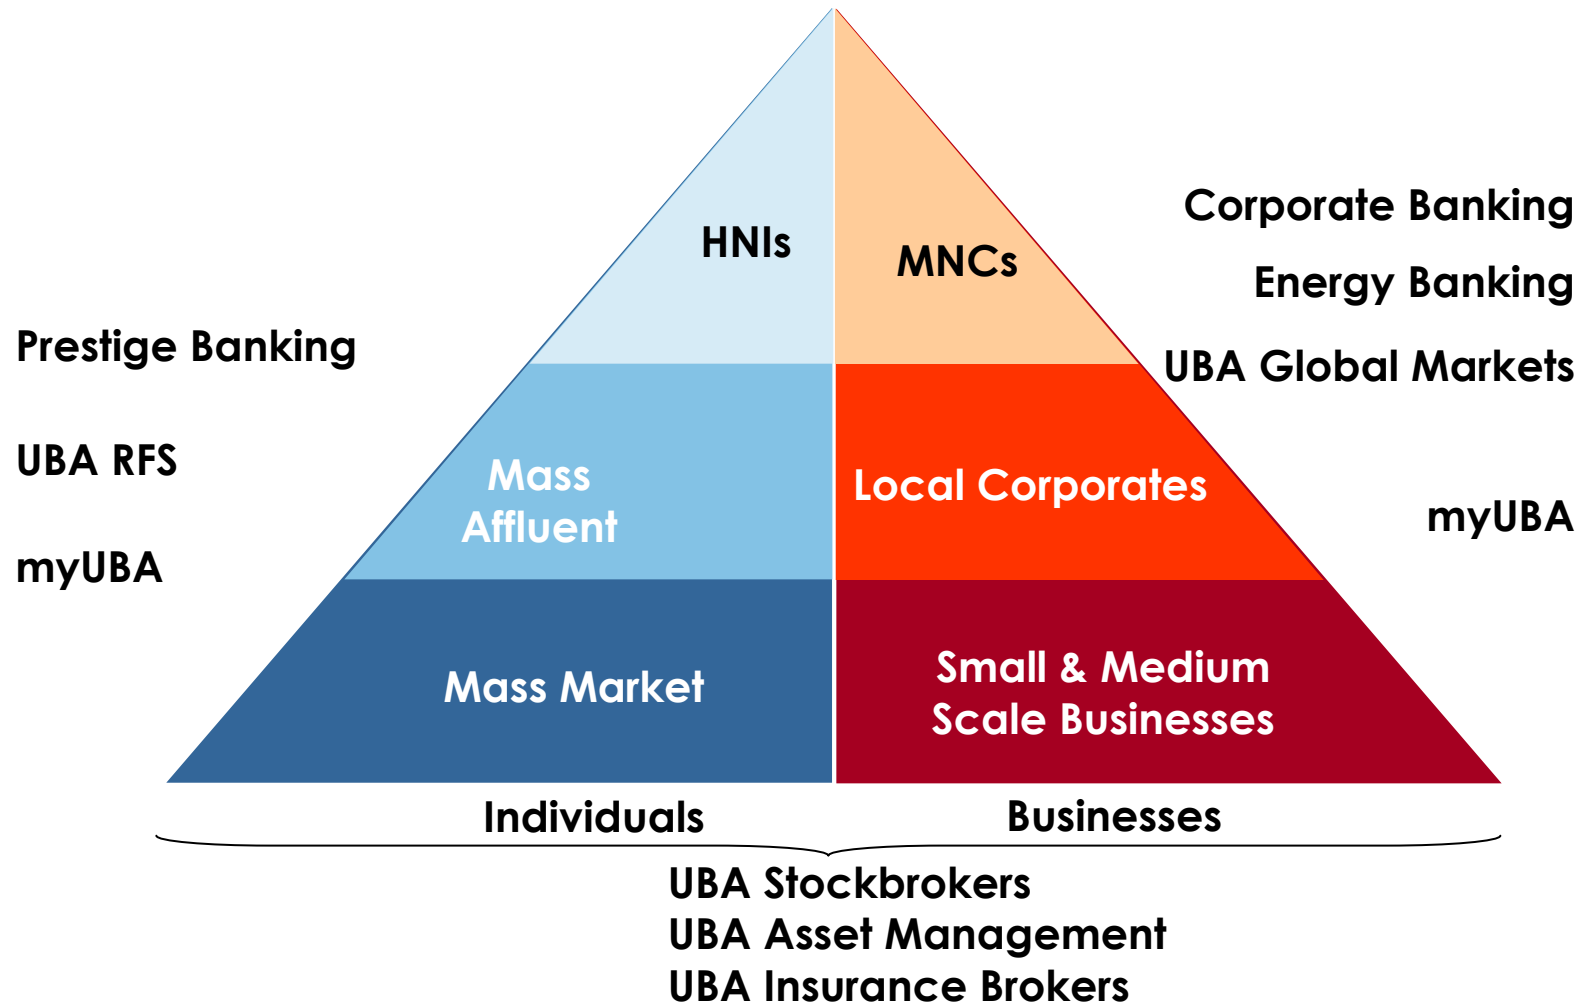 HNIs
MNCs
Corporate Banking
Energy Banking
Prestige Banking
UBA Global Markets
UBA RFS
Mass
Affluent
Local Corporates
myUBA
myUBA
Mass Market
Small & Medium
Scale Businesses
Individuals
Businesses
UBA Stockbrokers
UBA Asset Management
UBA Insurance Brokers